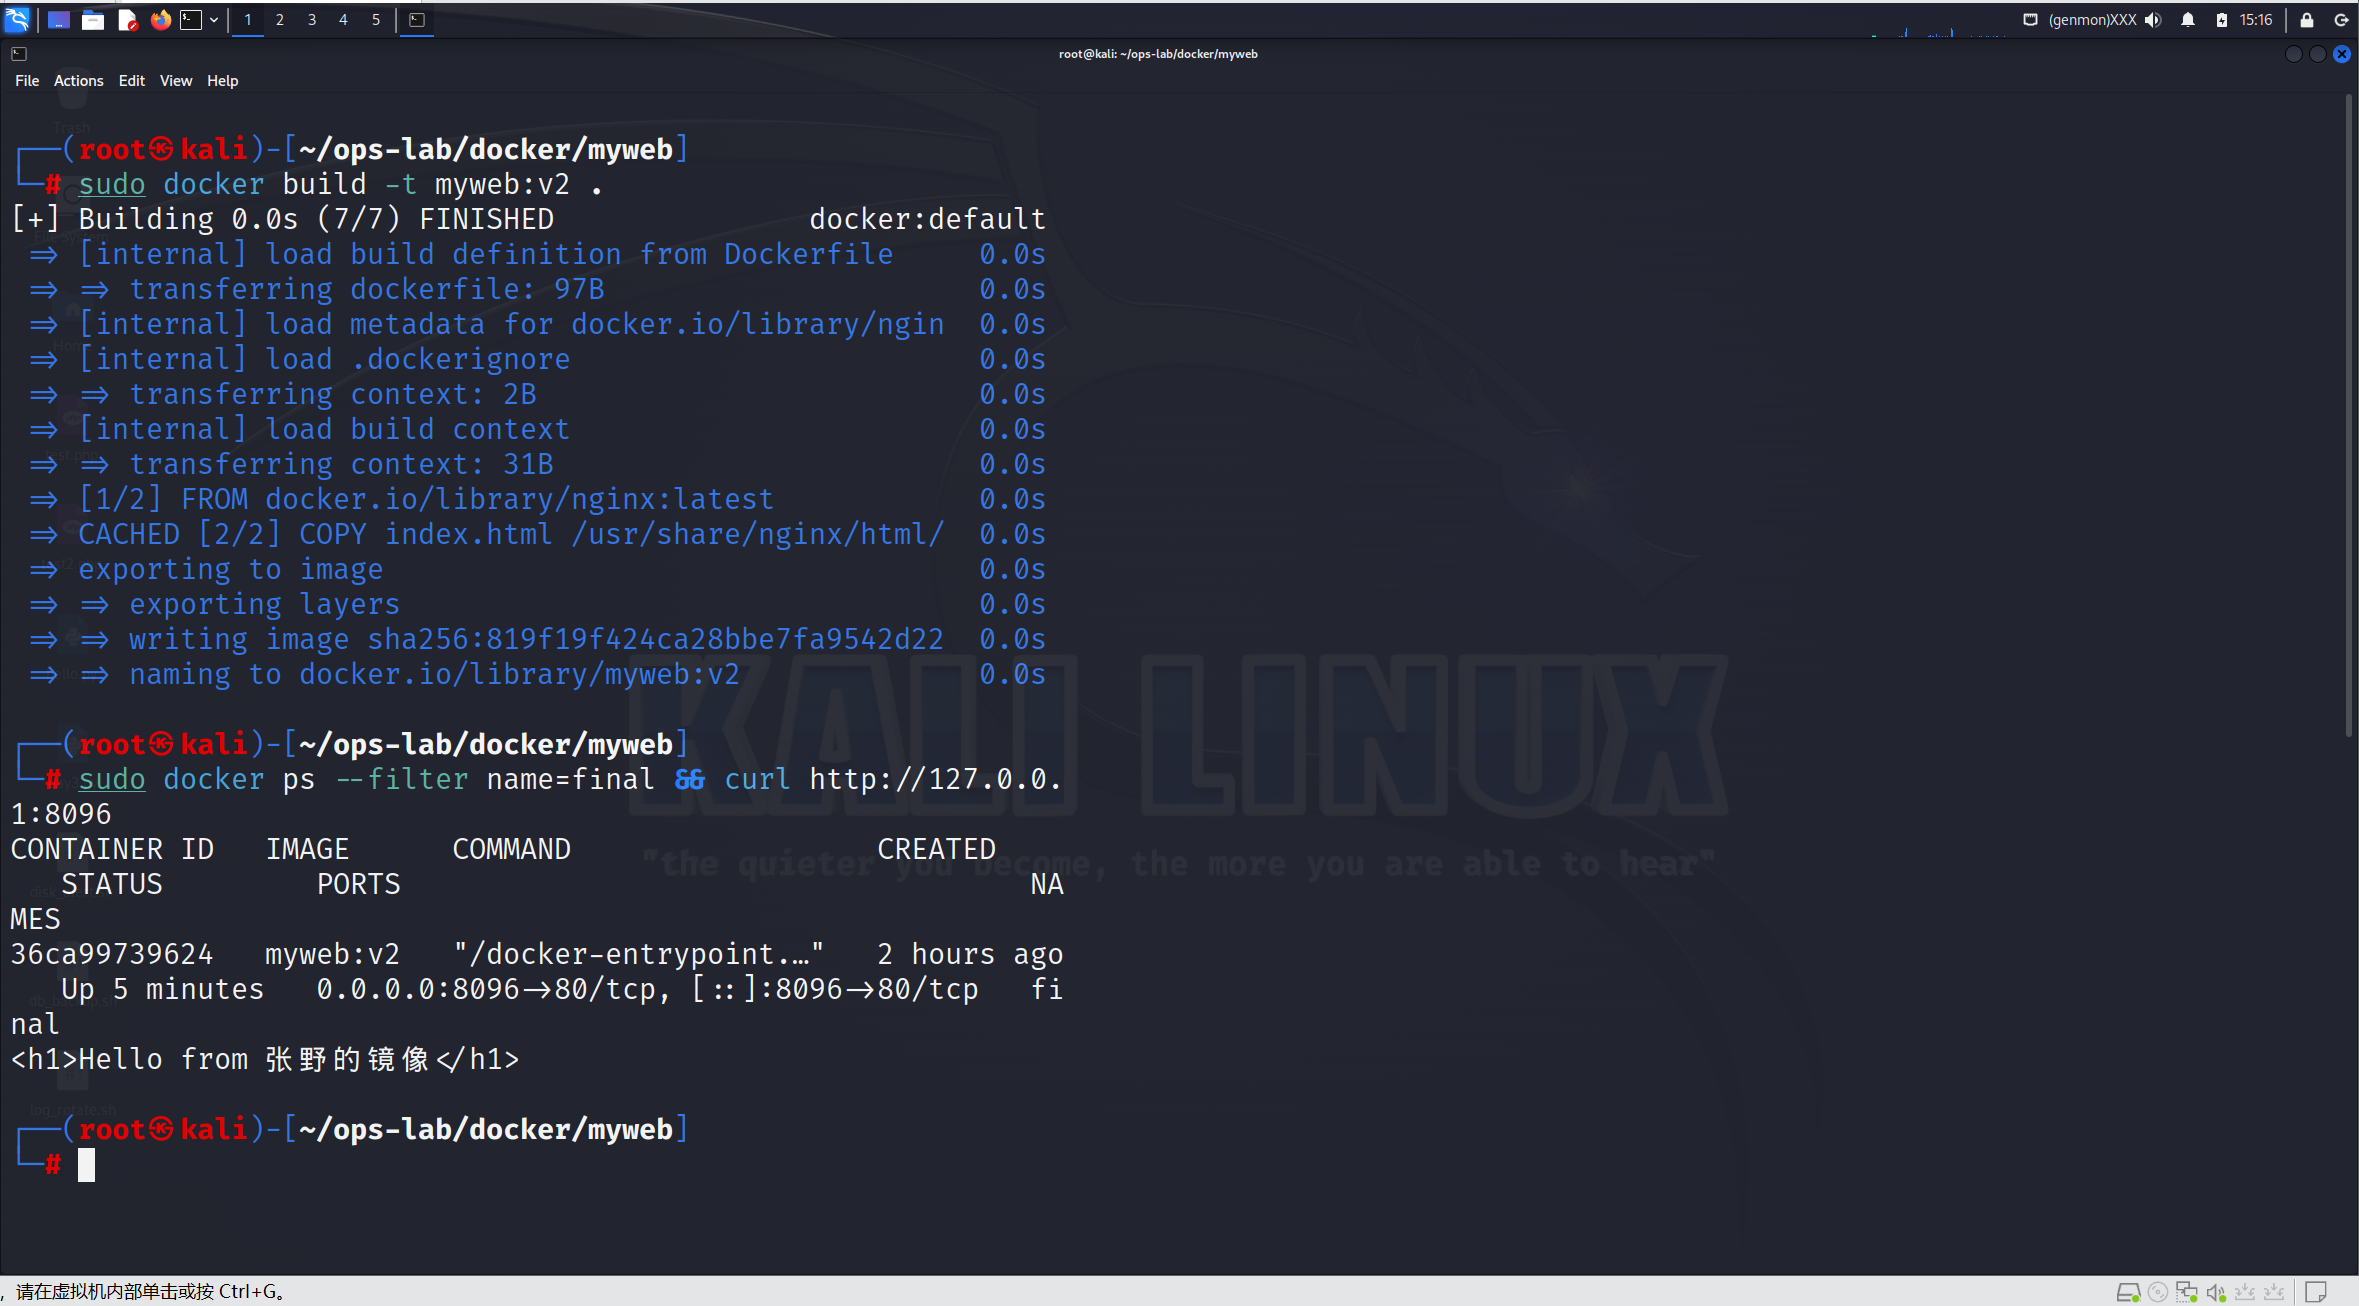 1 2 3 4 5 (genmon)XXX 15:16
root@kali: ~/ops-lab/docker/myweb
File Actions Edit View Help
┌──(root㉿kali)-[~/ops-lab/docker/myweb]
└─# sudo docker build -t myweb:v2 .
[+] Building 0.0s (7/7) FINISHED docker:default
=> [internal] load build definition from Dockerfile 0.0s
=> => transferring dockerfile: 97B 0.0s
=> [internal] load metadata for docker.io/library/ngin 0.0s
=> [internal] load .dockerignore 0.0s
=> => transferring context: 2B 0.0s
=> [internal] load build context 0.0s
=> => transferring context: 31B 0.0s
=> [1/2] FROM docker.io/library/nginx:latest 0.0s
=> CACHED [2/2] COPY index.html /usr/share/nginx/html/ 0.0s
=> exporting to image 0.0s
=> => exporting layers 0.0s
=> => writing image sha256:819f19f424ca28bbe7fa9542d22 0.0s
=> => naming to docker.io/library/myweb:v2 0.0s
KALI LINUX
┌──(root㉿kali)-[~/ops-lab/docker/myweb]
└─# sudo docker ps --filter name=final && curl http://127.0.0.
1:8096
CONTAINER ID IMAGE COMMAND CREATED
"the quieter you become, the more you are able to hear"
STATUS PORTS NA
MES
36ca99739624 myweb:v2 "/docker-entrypoint.…" 2 hours ago
Up 5 minutes 0.0.0.0:8096->80/tcp, [::]:8096->80/tcp fi
nal
<h1>Hello from 张野的镜像</h1>
log_rotate.sh
┌──(root㉿kali)-[~/ops-lab/docker/myweb]
└─#
，请在虚拟机内部单击或按 Ctrl+G。